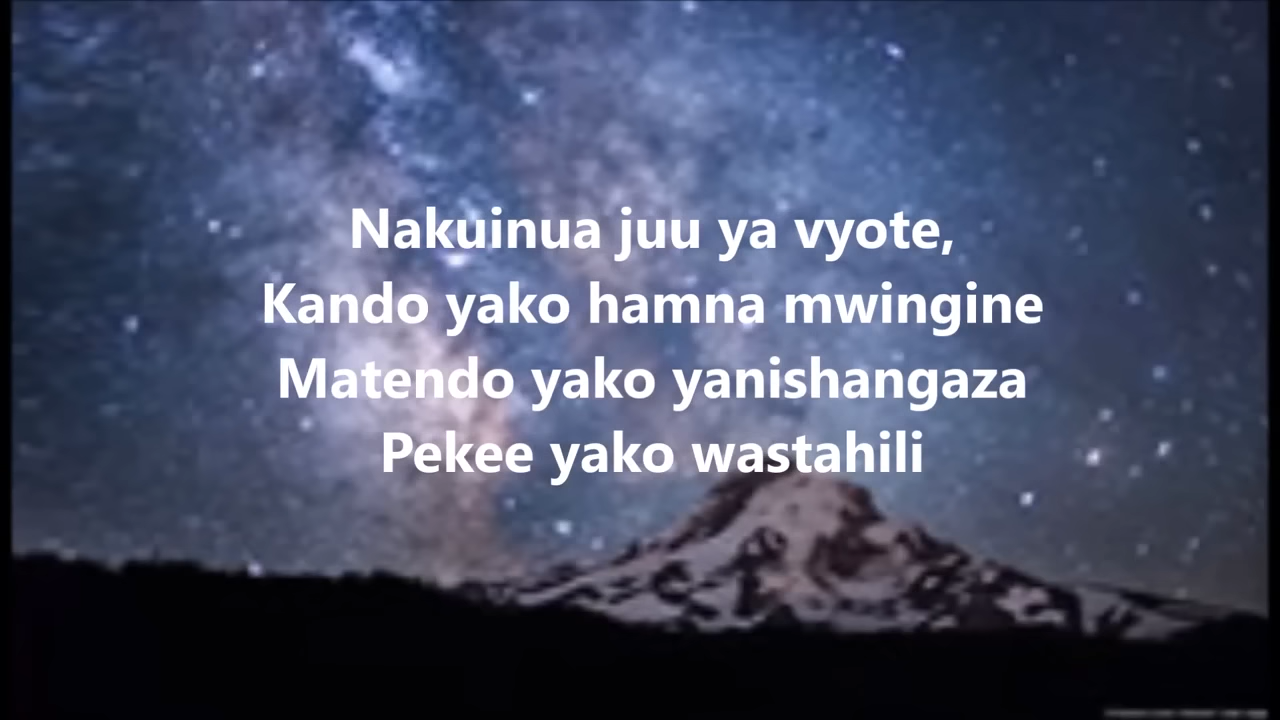 Nakuinua juu ya vyote,
Kando yako hamna mwingine
Matendo yako yanishangaza
Pekee yako wastahili